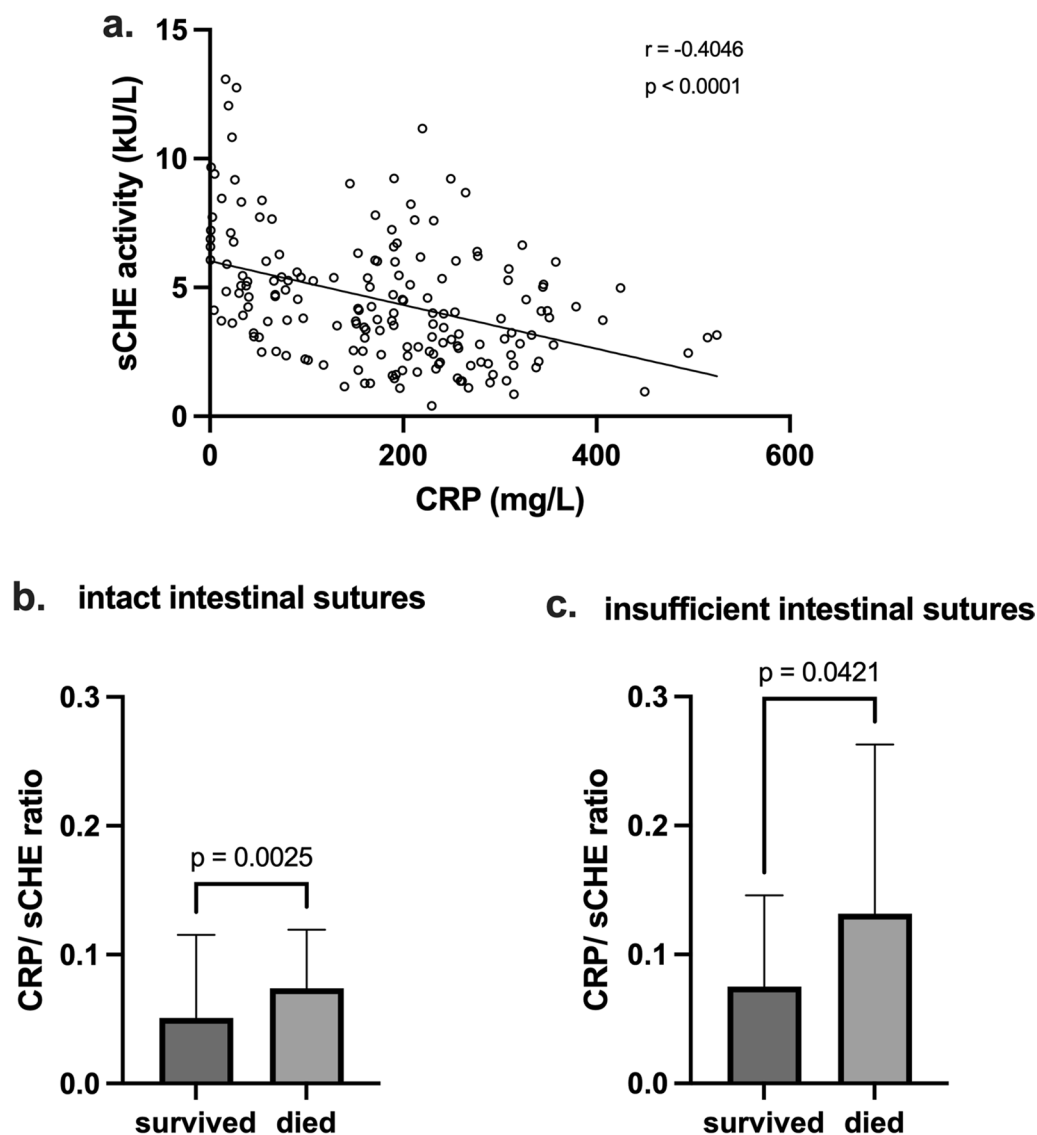 a.
r = -0.4046
p < 0.0001
sCHE activity (kU/L)
15
10
5
0
0 200 400 600
CRP (mg/L)
b. intact intestinal sutures
p = 0.0025
CRP/ sCHE ratio
0.3
0.2
0.1
0.0
survived died
c. insufficient intestinal sutures
p = 0.0421
CRP/ sCHE ratio
0.3
0.2
0.1
0.0
survived died